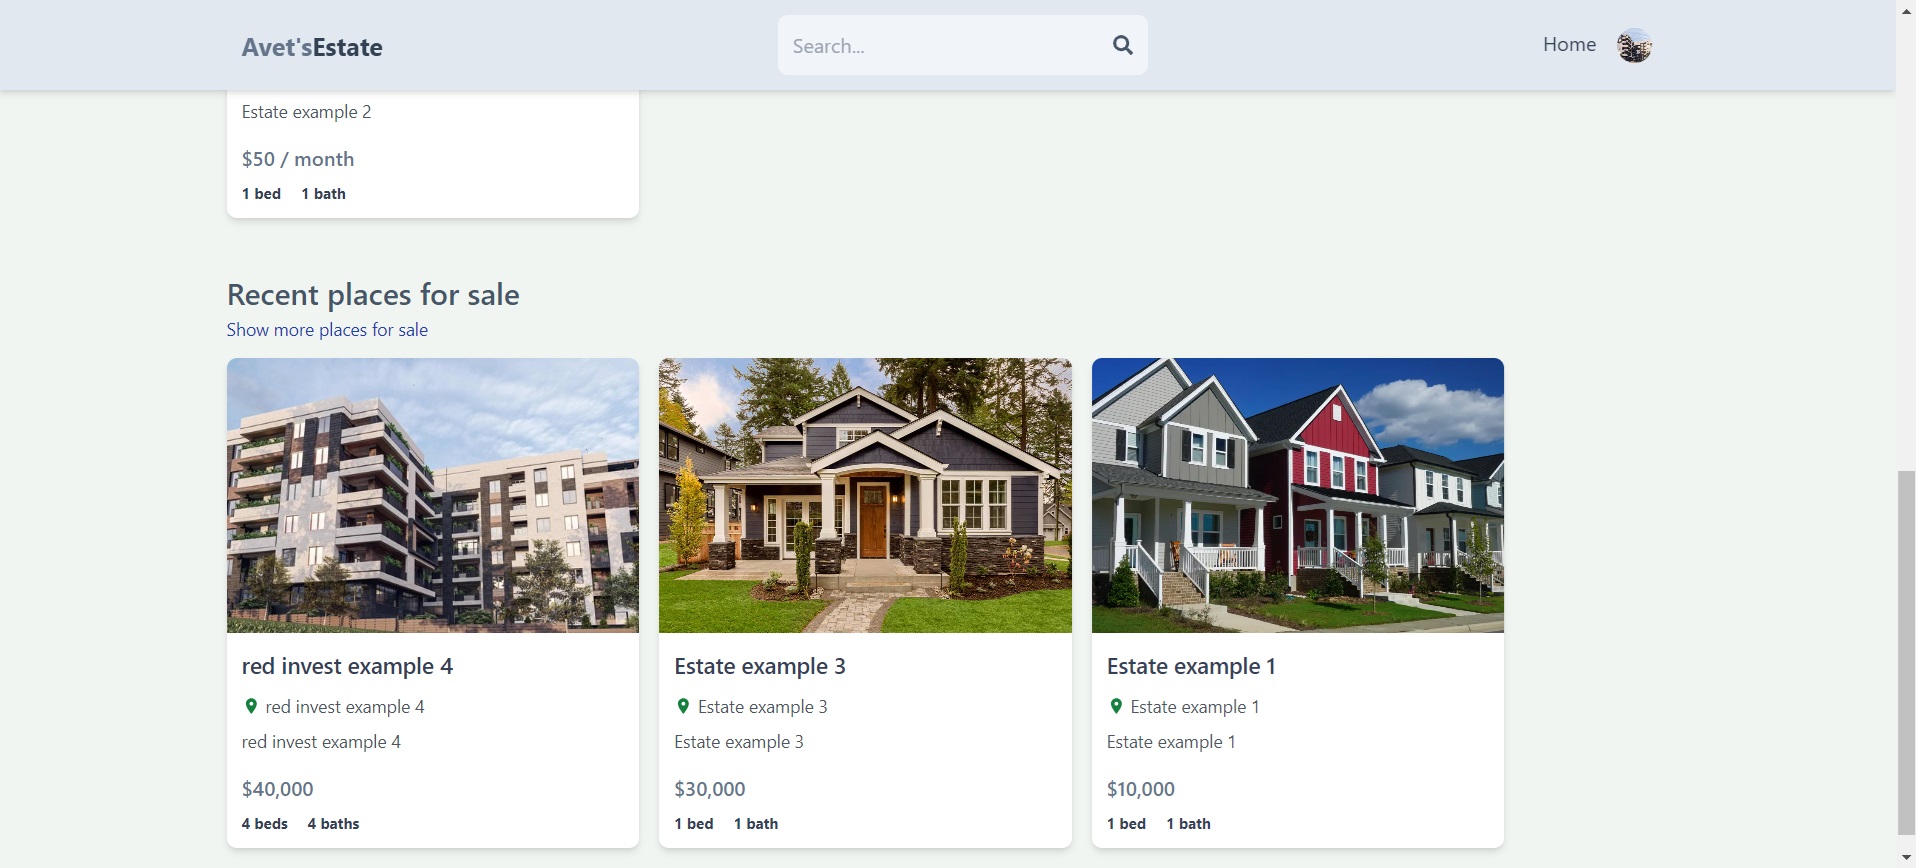 Avet'sEstate
Search...
Home
Estate example 2
$50 / month
1 bed 1 bath
Recent places for sale
Show more places for sale
red invest example 4
red invest example 4
red invest example 4
$40,000
4 beds 4 baths
Estate example 3
Estate example 3
Estate example 3
$30,000
1 bed 1 bath
Estate example 1
Estate example 1
Estate example 1
$10,000
1 bed 1 bath